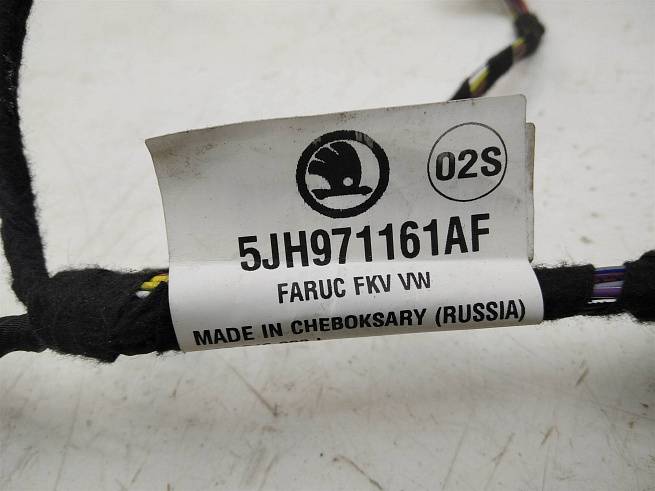 02S
5JH971161AF
FARUC FKV VW
MADE IN CHEBOKSARY (RUSSIA)